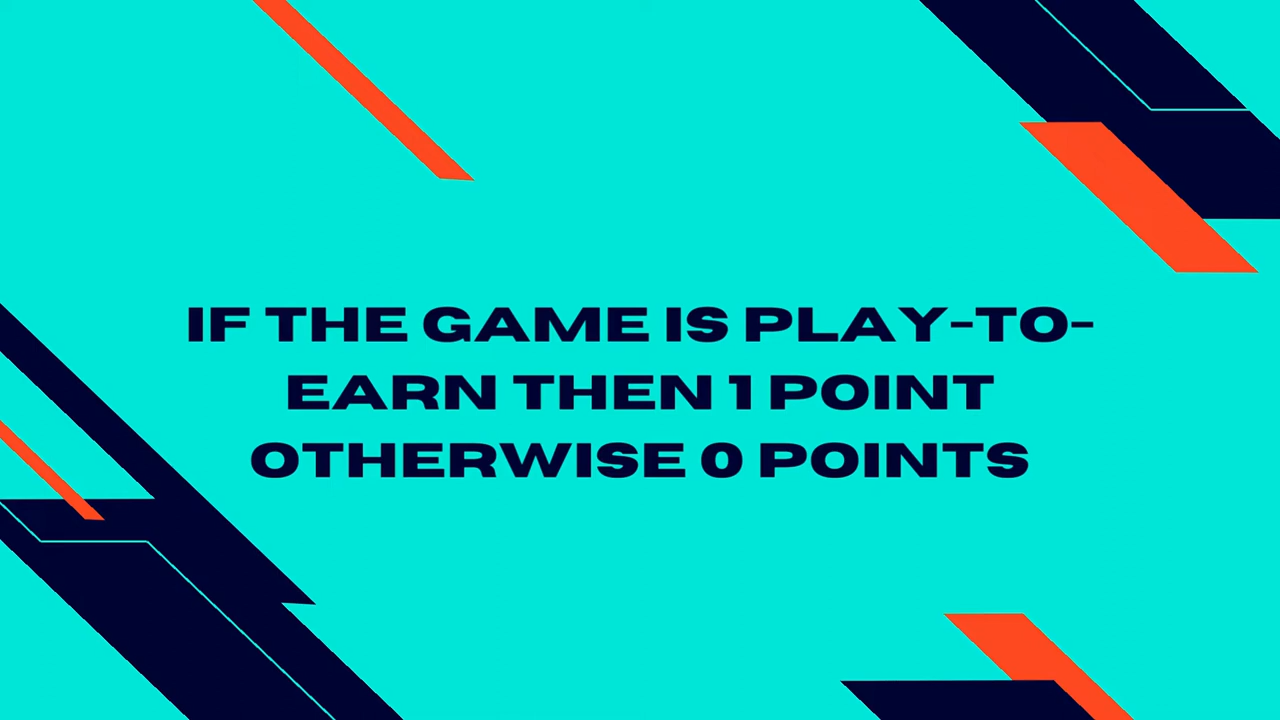 IF THE GAME IS PLAY-TO-
EARN THEN 1 POINT
OTHERWISE 0 POINTS